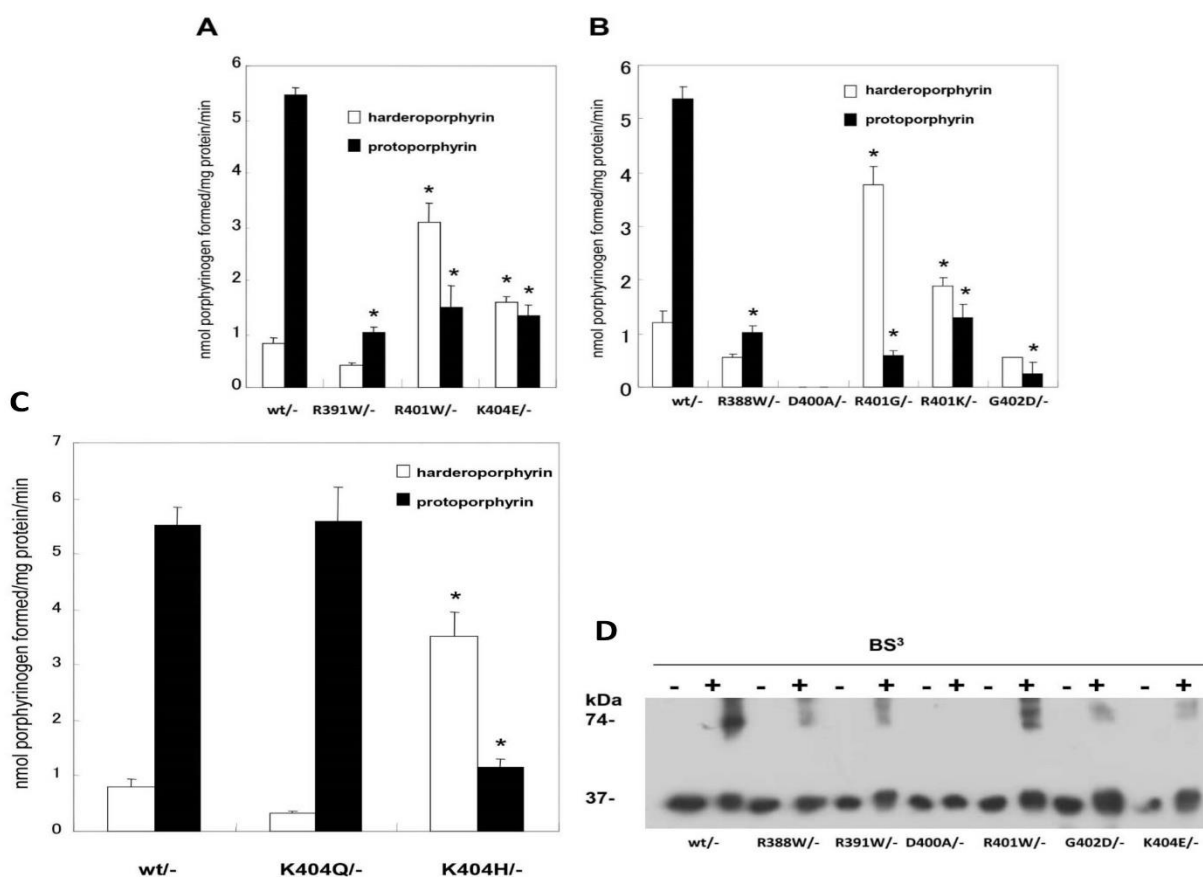 A
nmol porphyrinogen formed/mg protein/min
6
5
4
3
2
1
0
harderoporphyrin
protoporphyrin
*
*
*
*
*
wt/- R391W/- R401W/- K404E/-
B
nmol porphyrinogen formed/mg protein/min
6
5
4
3
2
1
0
harderoporphyrin
protoporphyrin
*
*
*
*
*
*
wt/- R388W/- D400A/- R401G/- R401K/- G402D/-
C
nmol porphyrinogen formed/mg protein/min
7
6
5
4
3
2
1
0
harderoporphyrin
protoporphyrin
*
*
wt/- K404Q/- K404H/-
D
BS³
- + - + - + - + - + - + - +
kDa
74-
37-
wt/- R388W/- R391W/- D400A/- R401W/- G402D/- K404E/-